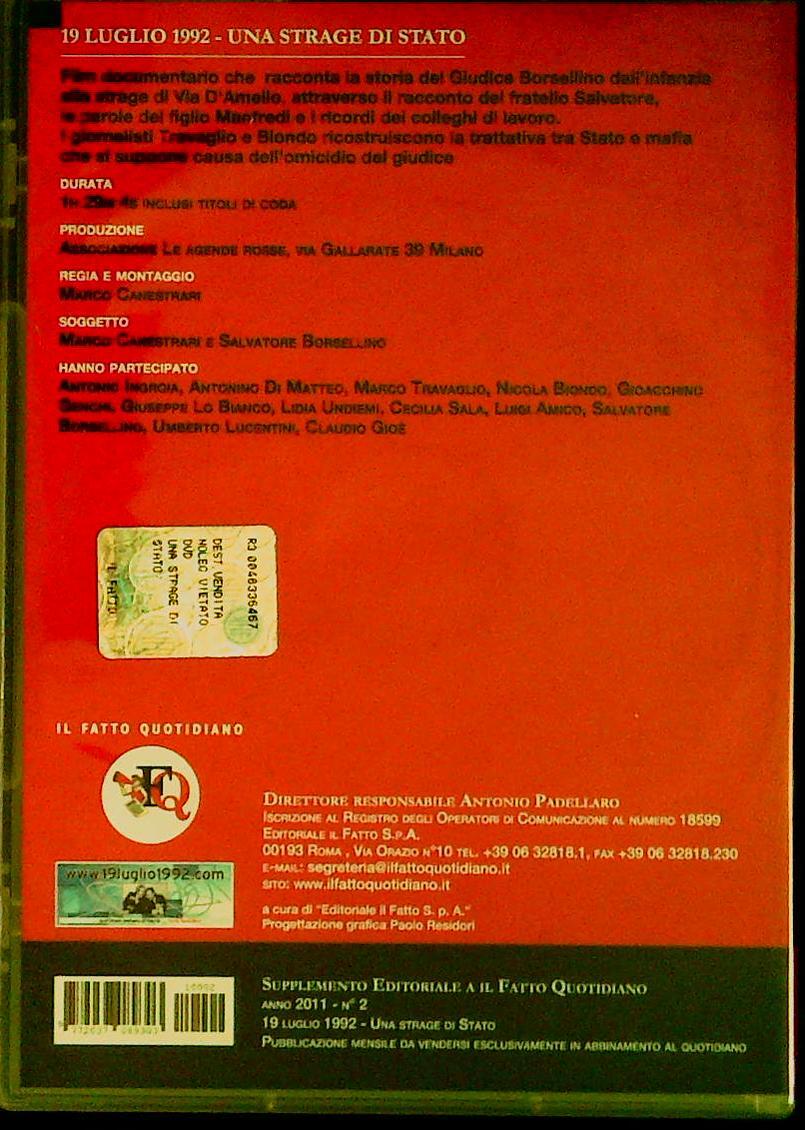 19 LUGLIO 1992 - UNA STRAGE DI STATO
Film documentario che racconta la storia del Giudice Borsellino dall'infanzia
alla strage di Via D'Amelio, attraverso il racconto del fratello Salvatore,
le parole del figlio Manfredi e i ricordi dei colleghi di lavoro.
I giornalisti Travaglio e Biondo ricostruiscono la trattativa tra Stato e mafia
che si suppone causa dell'omicidio del giudice
DURATA
1H 29M 4S INCLUSI TITOLI DI CODA
PRODUZIONE
ASSOCIAZIONE LE AGENDE ROSSE, VIA GALLARATE 39 MILANO
REGIA E MONTAGGIO
MARCO CANESTRARI
SOGGETTO
MARCO CANESTRARI E SALVATORE BORSELLINO
HANNO PARTECIPATO
ANTONIO INGROIA, ANTONINO DI MATTEO, MARCO TRAVAGLIO, NICOLA BIONDO, GIOACCHINO
GENCHI, GIUSEPPE LO BIANCO, LIDIA UNDIEMI, CECILIA SALA, LUIGI AMICO, SALVATORE
BORSELLINO, UMBERTO LUCENTINI, CLAUDIO GIOÈ
R3 0046336467
DEST. VENDITA
NOLEG VIETATO
DVD
UNA STRAGE DI
STATO
IL FATTO
IL FATTO QUOTIDIANO
FQ
DIRETTORE RESPONSABILE ANTONIO PADELLARO
ISCRIZIONE AL REGISTRO DEGLI OPERATORI DI COMUNICAZIONE AL NUMERO 18599
EDITORIALE IL FATTO S.P.A.
00193 ROMA , VIA ORAZIO N°10 TEL. +39 06 32818.1, FAX +39 06 32818.230
E-MAIL: segreteria@ilfattoquotidiano.it
SITO: www.ilfattoquotidiano.it
a cura di "Editoriale il Fatto S. p. A."
Progettazione grafica Paolo Residori
www.19luglio1992.com
10002
SUPPLEMENTO EDITORIALE A IL FATTO QUOTIDIANO
ANNO 2011 - N° 2
19 LUGLIO 1992 - UNA STRAGE DI STATO
PUBBLICAZIONE MENSILE DA VENDERSI ESCLUSIVAMENTE IN ABBINAMENTO AL QUOTIDIANO